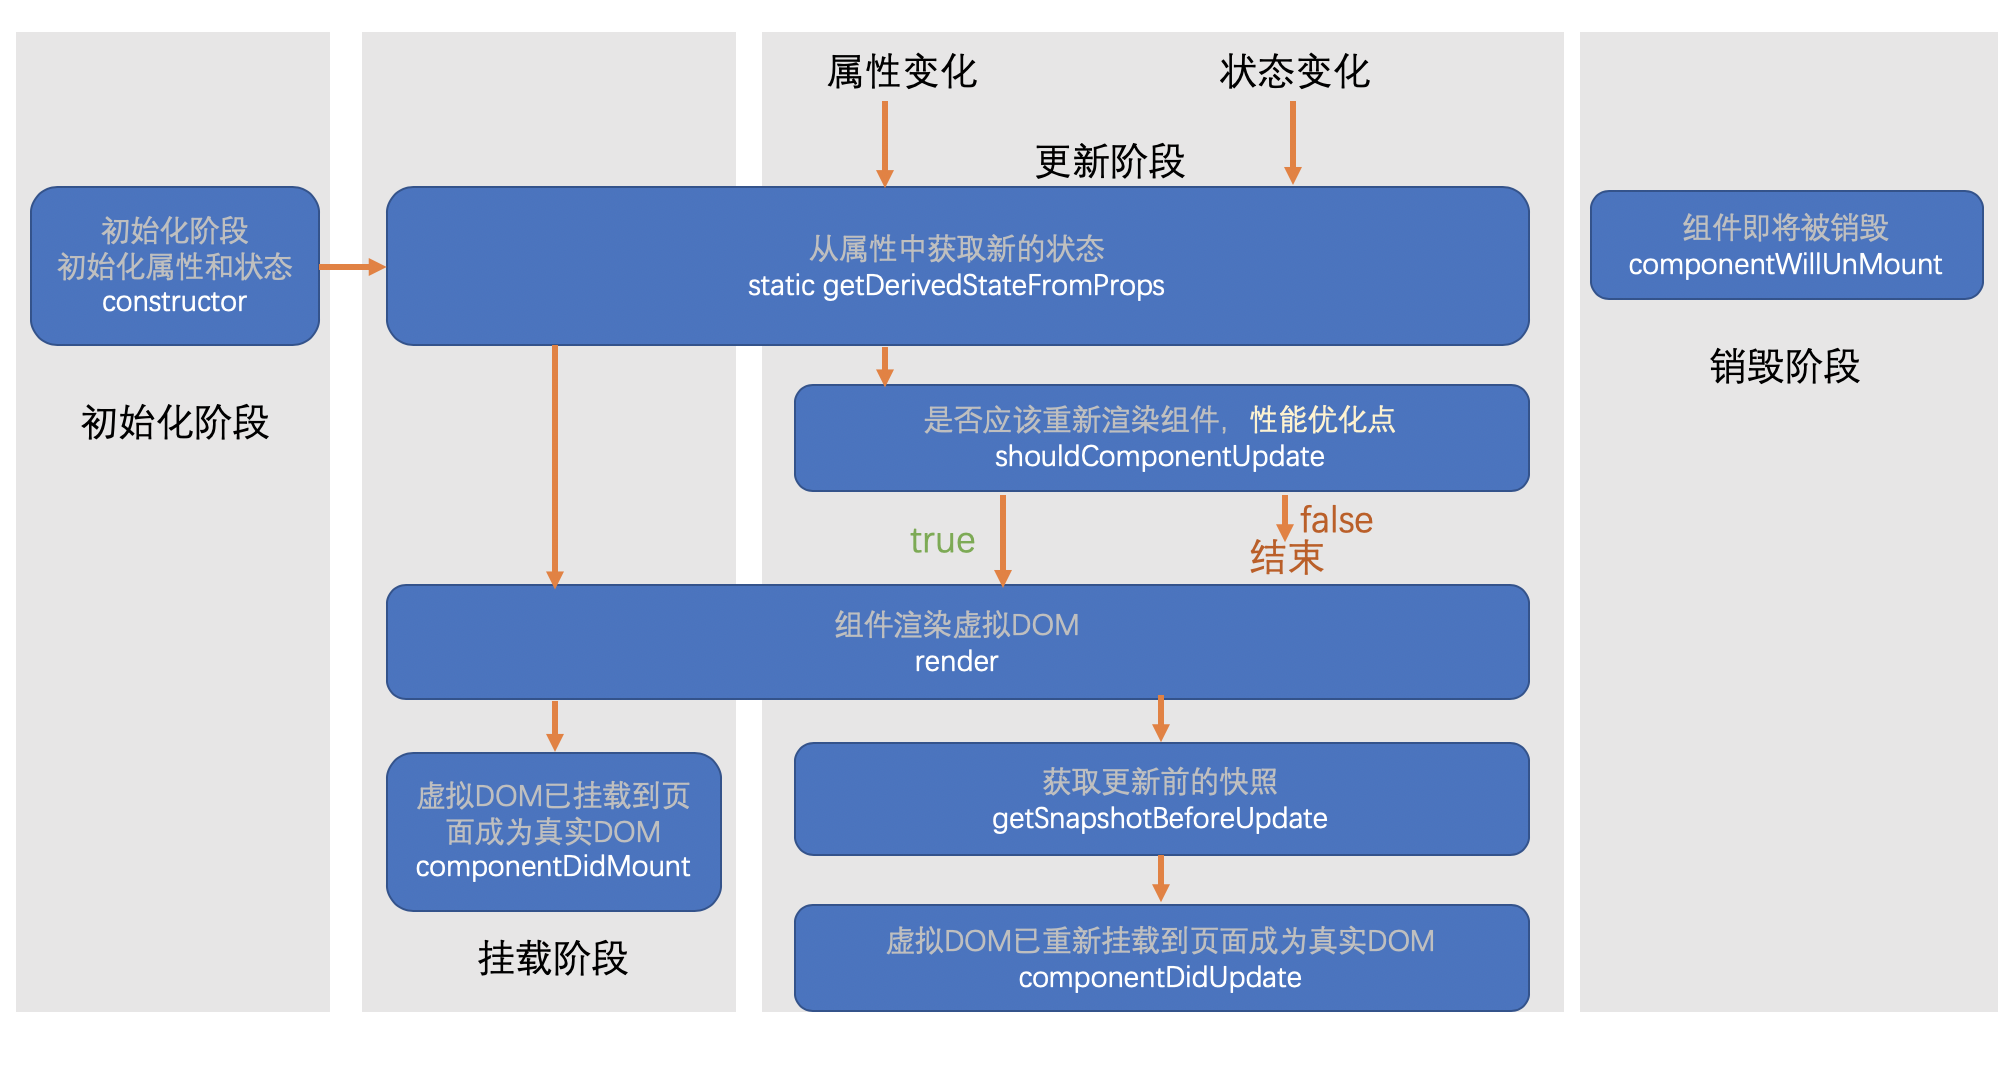 属性变化
状态变化
更新阶段
初始化阶段
初始化属性和状态
constructor
初始化阶段
从属性中获取新的状态
static getDerivedStateFromProps
组件即将被销毁
componentWillUnMount
销毁阶段
是否应该重新渲染组件，性能优化点
shouldComponentUpdate
true
false
结束
组件渲染虚拟DOM
render
虚拟DOM已挂载到页
面成为真实DOM
componentDidMount
挂载阶段
获取更新前的快照
getSnapshotBeforeUpdate
虚拟DOM已重新挂载到页面成为真实DOM
componentDidUpdate